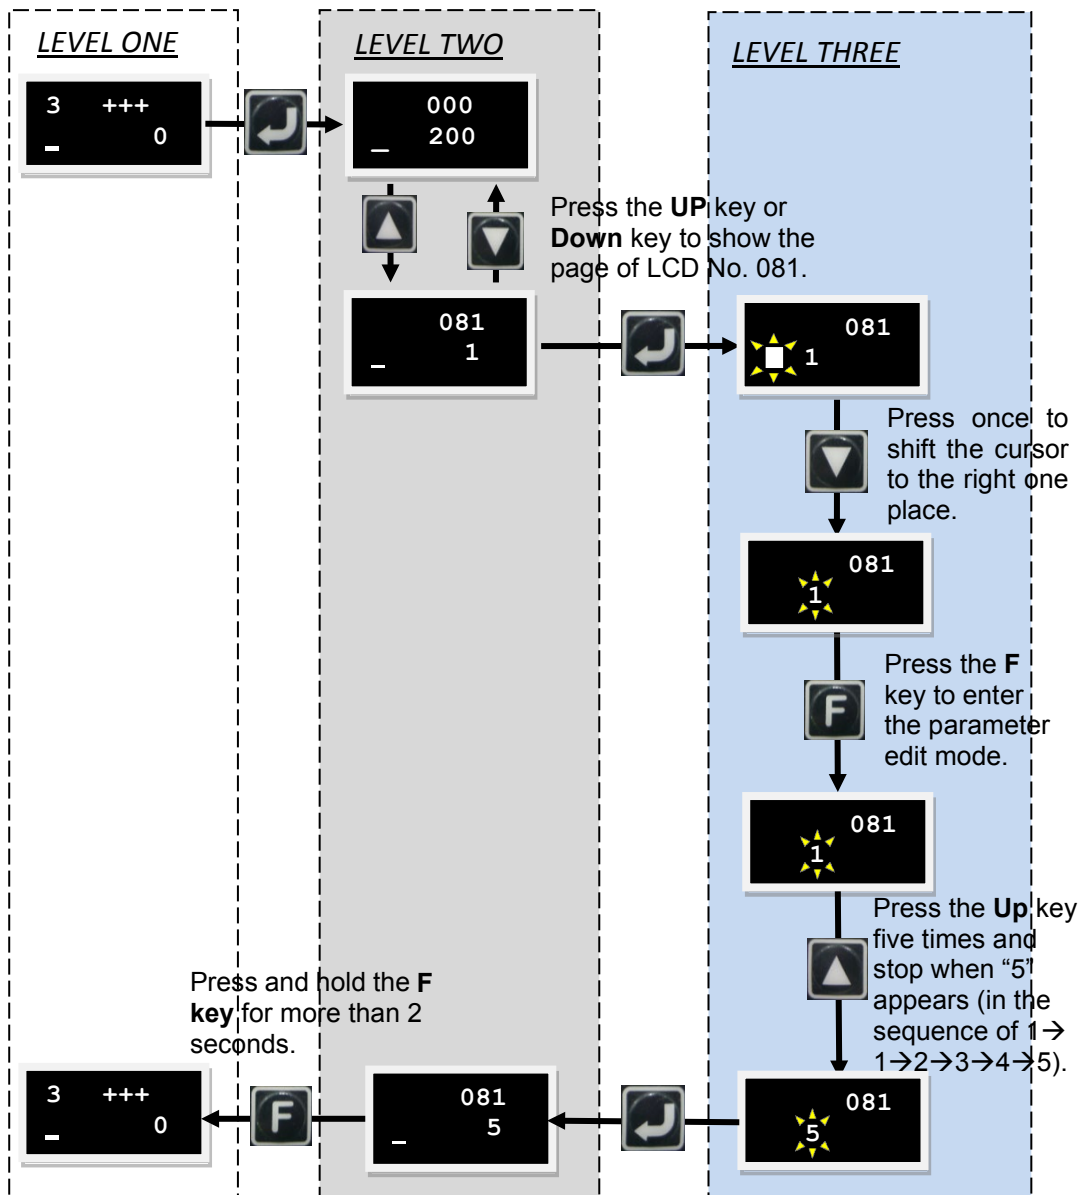 LEVEL ONE
LEVEL TWO
LEVEL THREE
3 +++
_ 0
000
_ 200
Press the UP key or
Down key to show the
page of LCD No. 081.
081
_ 1
081
1
Press once to
shift the cursor
to the right one
place.
081
1
Press the F
key to enter
the parameter
edit mode.
F
081
1
Press the Up key
five times and
stop when “5”
appears (in the
sequence of 1→
1→2→3→4→5).
081
5
Press and hold the F
key for more than 2
seconds.
081
_ 5
F
3 +++
_ 0